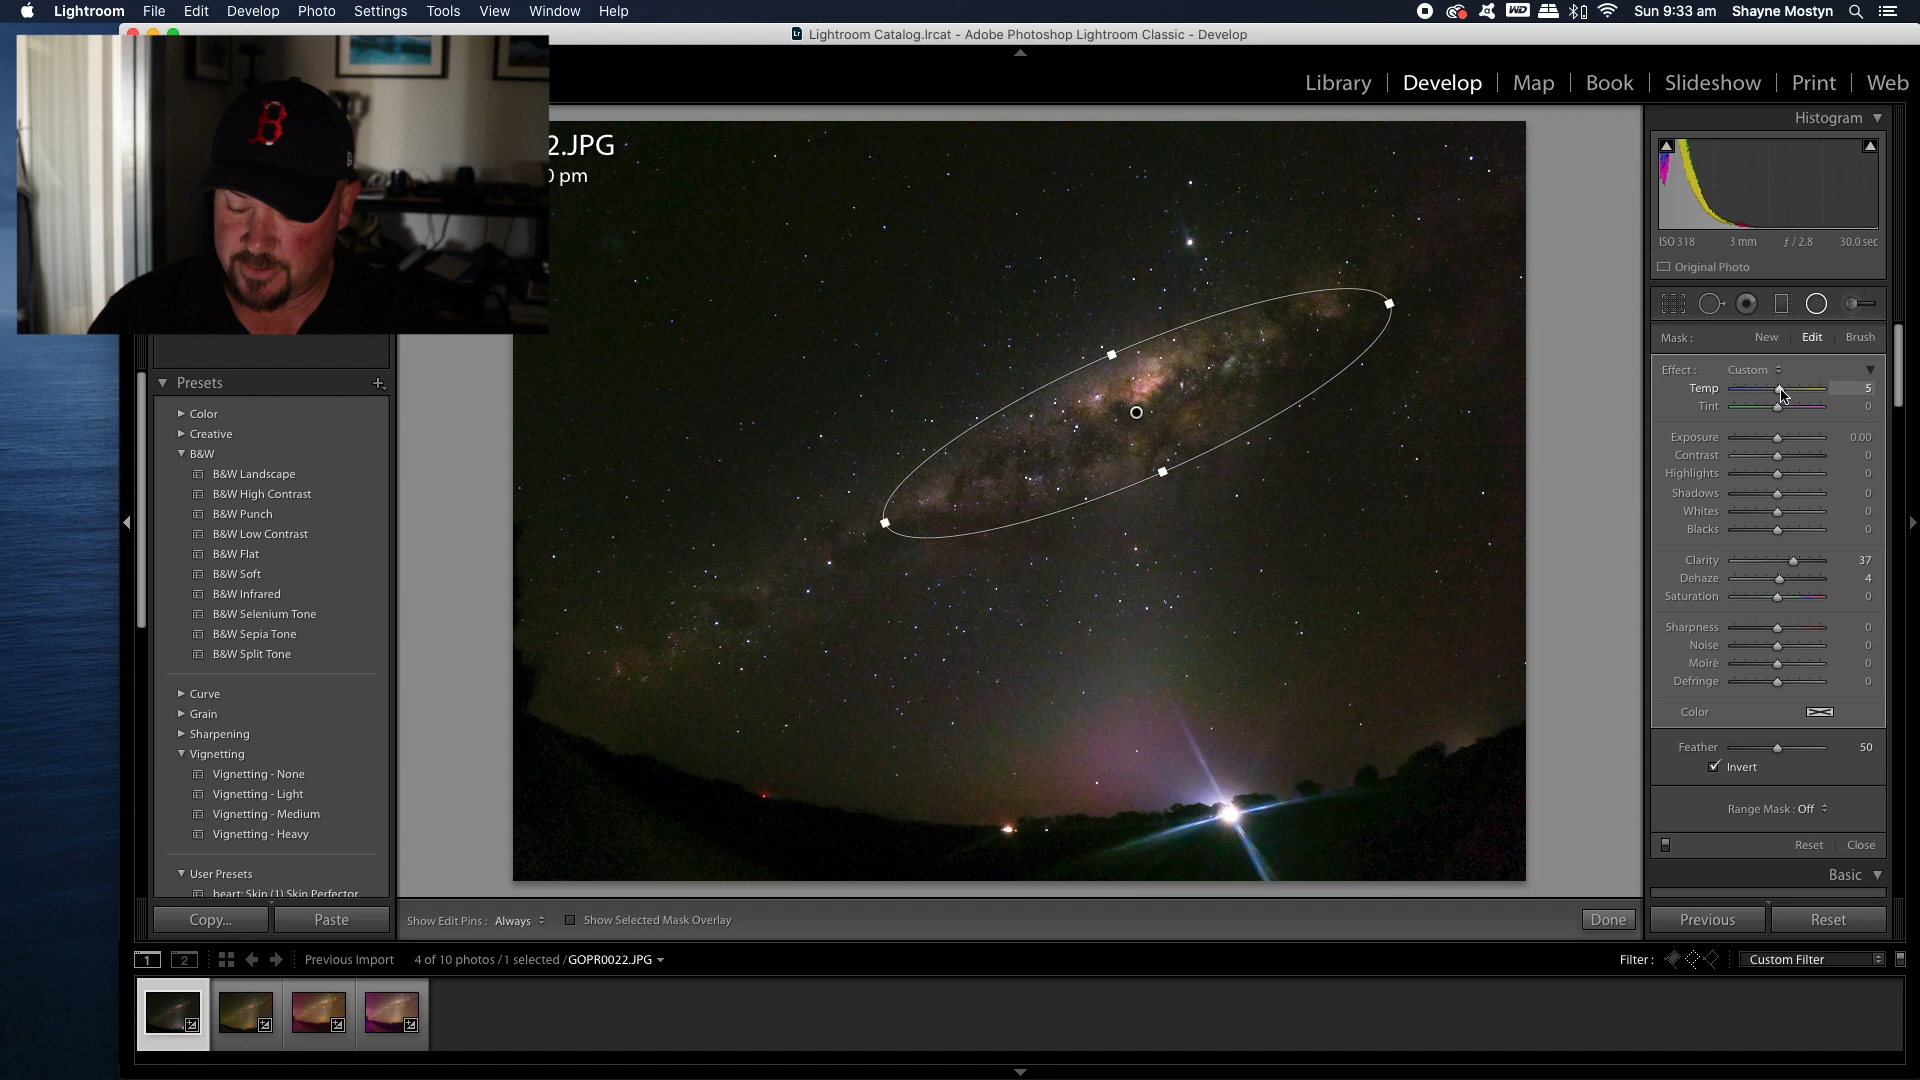 Lightroom File Edit Develop Photo Settings Tools View Window Help
WD Sun 9:33 am Shayne Mostyn
Lr Lightroom Catalog.lrcat - Adobe Photoshop Lightroom Classic - Develop
Library Develop Map Book Slideshow Print Web
B
2.JPG
0 pm
Histogram
ISO 318 3 mm f / 2.8 30.0 sec
Original Photo
Mask : New Edit Brush
Effect : Custom
Temp 5
Tint 0
Exposure 0.00
Contrast 0
Highlights 0
Shadows 0
Whites 0
Blacks 0
Clarity 37
Dehaze 4
Saturation 0
Sharpness 0
Noise 0
Moiré 0
Defringe 0
Color
Feather 50
Invert
Range Mask : Off
Reset Close
Basic
Previous Reset
Presets
Color
Creative
B&W
B&W Landscape
B&W High Contrast
B&W Punch
B&W Low Contrast
B&W Flat
B&W Soft
B&W Infrared
B&W Selenium Tone
B&W Sepia Tone
B&W Split Tone
Curve
Grain
Sharpening
Vignetting
Vignetting - None
Vignetting - Light
Vignetting - Medium
Vignetting - Heavy
User Presets
heart: Skin (1) Skin Perfector
Copy... Paste
Show Edit Pins : Always Show Selected Mask Overlay Done
1 2 Previous Import 4 of 10 photos / 1 selected / GOPR0022.JPG
Filter : Custom Filter